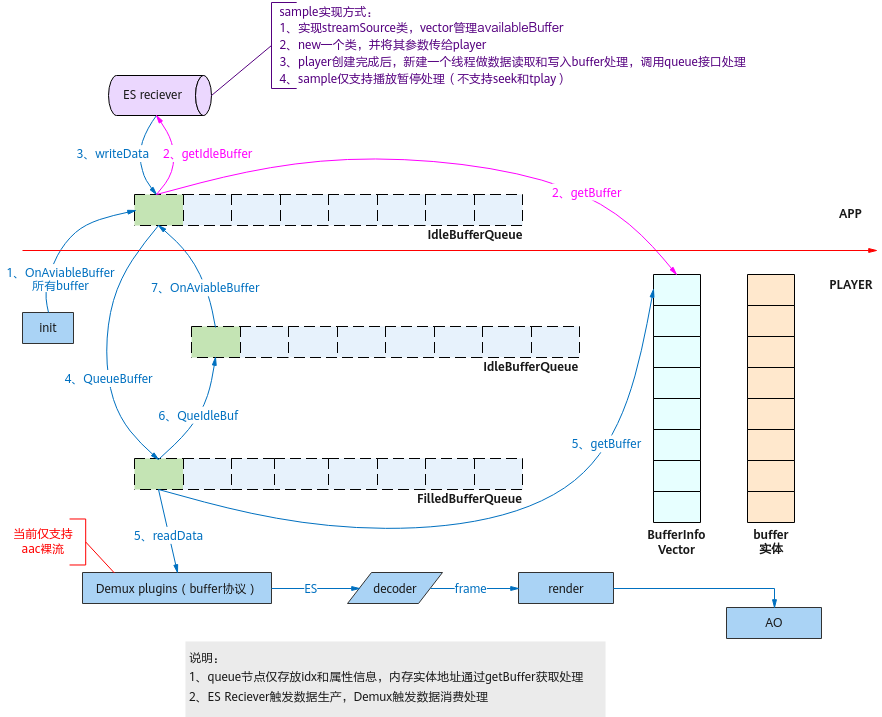 sample实现方式：
1、实现streamSource类，vector管理availableBuffer
2、new一个类，并将其参数传给player
3、player创建完成后，新建一个线程做数据读取和写入buffer处理，调用queue接口处理
4、sample仅支持播放暂停处理（不支持seek和tplay）
ES reciever
3、writeData
2、getIdleBuffer
2、getBuffer
APP
IdleBufferQueue
1、OnAviableBuffer
所有buffer
7、OnAviableBuffer
PLAYER
init
IdleBufferQueue
4、QueueBuffer
6、QueIdleBuf
5、getBuffer
FilledBufferQueue
当前仅支持
aac裸流
5、readData
BufferInfo
Vector
buffer
实体
Demux plugins（buffer协议）
ES
decoder
frame
render
AO
说明：
1、queue节点仅存放idx和属性信息，内存实体地址通过getBuffer获取处理
2、ES Reciever触发数据生产，Demux触发数据消费处理